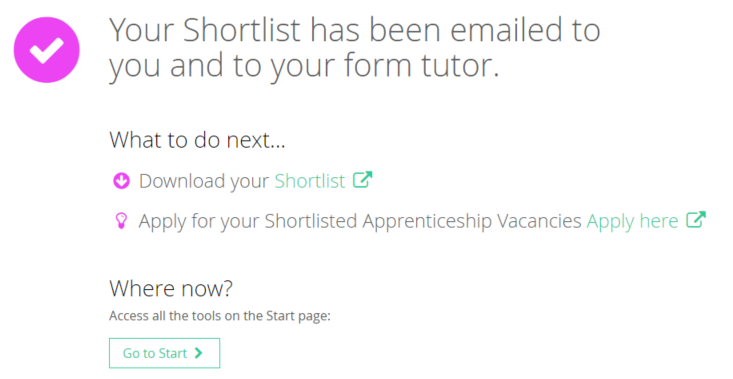 Your Shortlist has been emailed to
you and to your form tutor.
What to do next...
Download your Shortlist
Apply for your Shortlisted Apprenticeship Vacancies Apply here
Where now?
Access all the tools on the Start page:
Go to Start